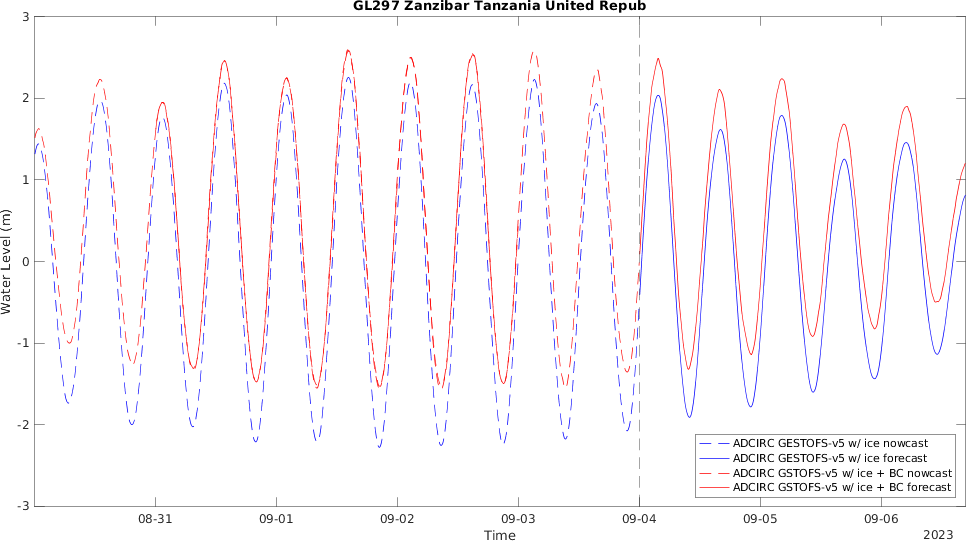 GL297 Zanzibar Tanzania United Repub
3
2
1
0
-1
-2
-3
Water Level (m)
08-31
09-01
09-02
09-03
09-04
09-05
09-06
Time
2023
ADCIRC GESTOFS-v5 w/ ice nowcast
ADCIRC GESTOFS-v5 w/ ice forecast
ADCIRC GSTOFS-v5 w/ ice + BC nowcast
ADCIRC GSTOFS-v5 w/ ice + BC forecast